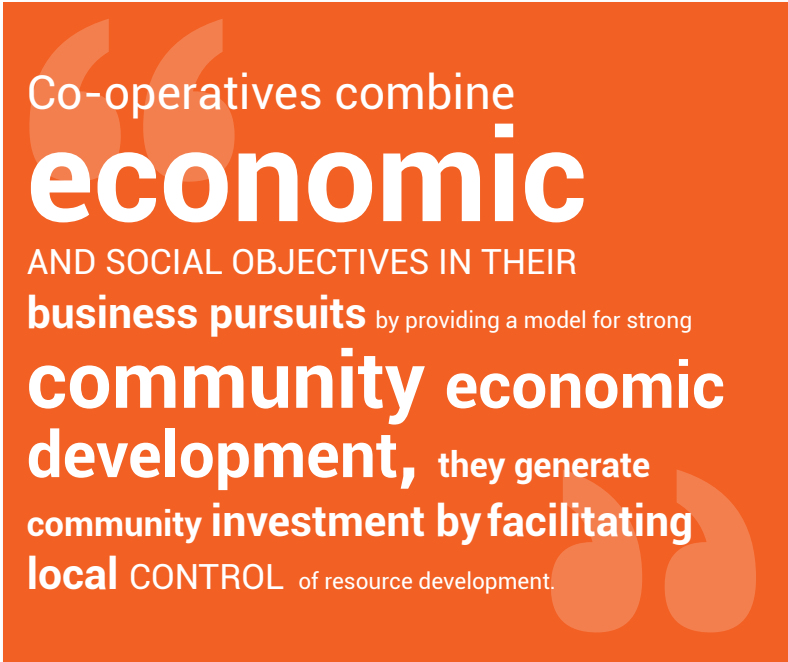 Co-operatives combine
economic
AND SOCIAL OBJECTIVES IN THEIR
business pursuits by providing a model for strong
community economic
development, they generate
community investment by facilitating
local CONTROL of resource development.